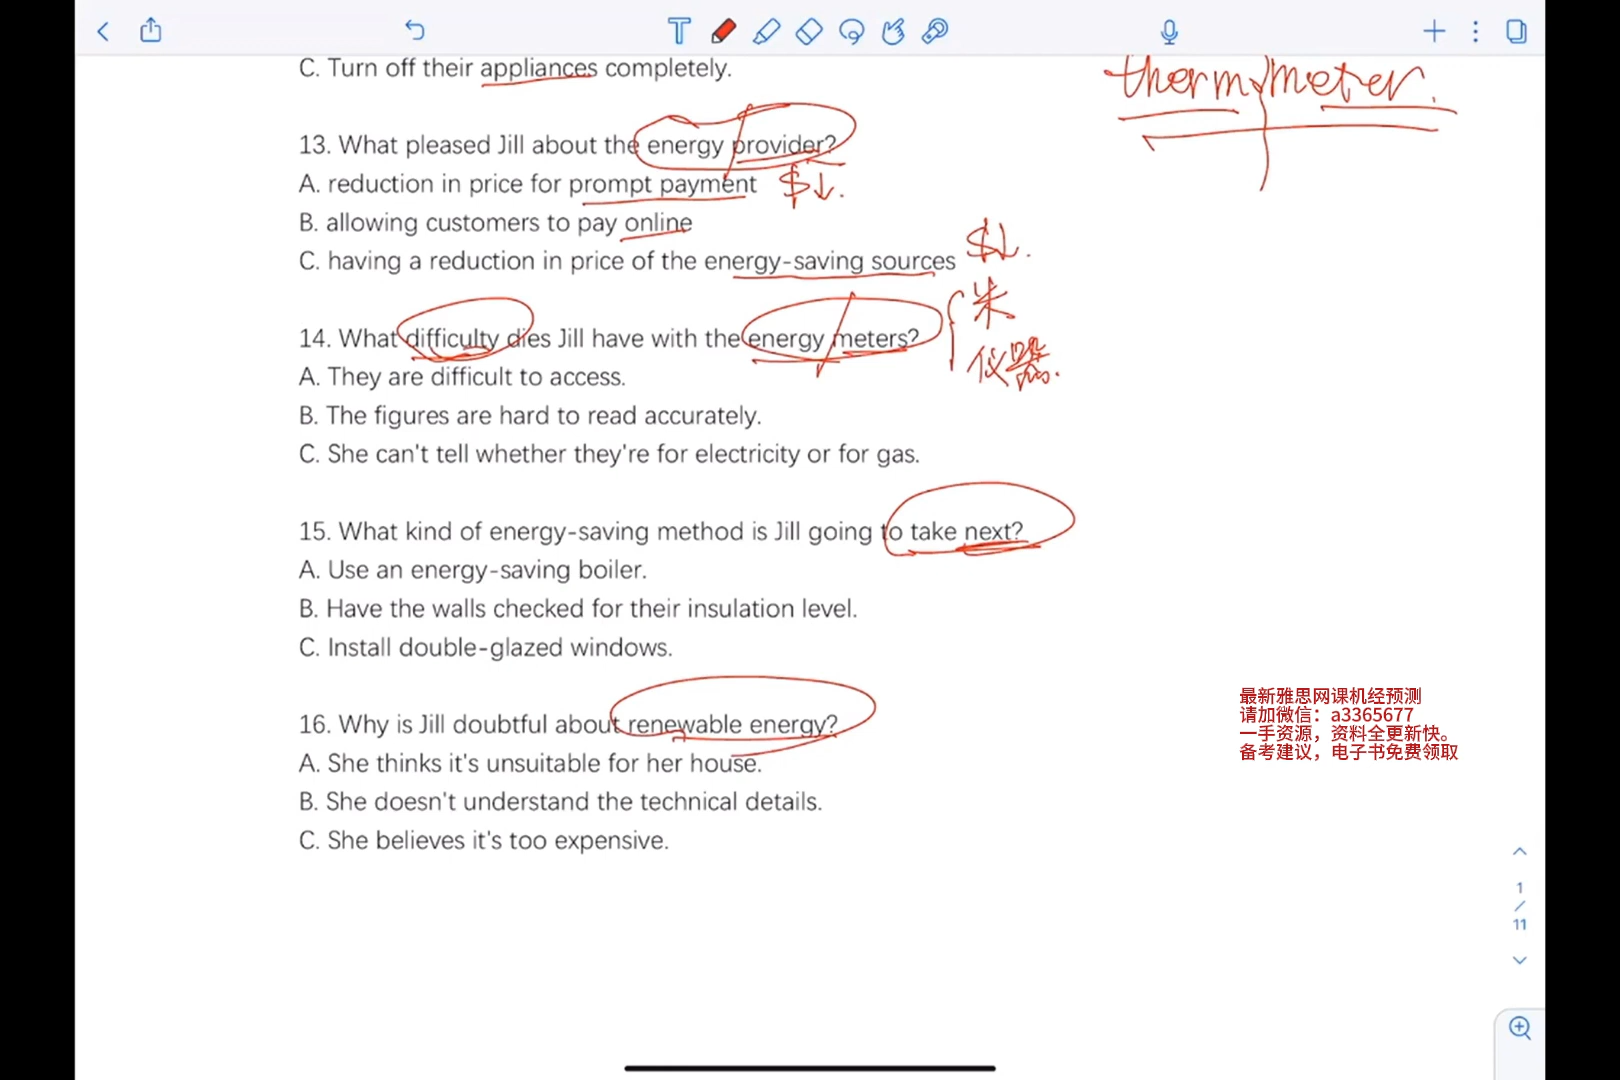 C. Turn off their appliances completely.
thermometer.
13. What pleased Jill about the energy provider?
A. reduction in price for prompt payment $↓.
B. allowing customers to pay online
C. having a reduction in price of the energy-saving sources $↓.
14. What difficulty dies Jill have with the energy meters? { 米
仪器.
A. They are difficult to access.
B. The figures are hard to read accurately.
C. She can't tell whether they're for electricity or for gas.
15. What kind of energy-saving method is Jill going to take next?
A. Use an energy-saving boiler.
B. Have the walls checked for their insulation level.
C. Install double-glazed windows.
16. Why is Jill doubtful about renewable energy?
A. She thinks it's unsuitable for her house.
B. She doesn't understand the technical details.
C. She believes it's too expensive.
最新雅思网课机经预测
请加微信：a3365677
一手资源，资料全更新快。
备考建议，电子书免费领取
1
/
11